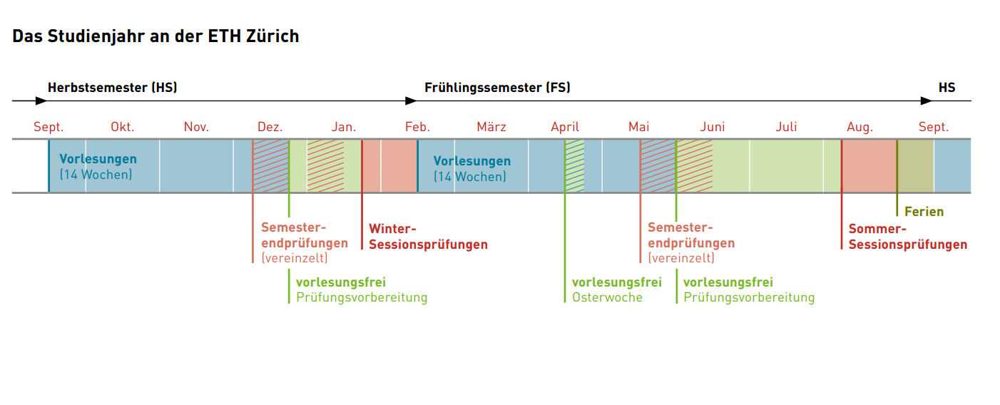 Das Studienjahr an der ETH Zürich
Herbstsemester (HS)
Frühlingssemester (FS)
HS
Sept.
Okt.
Nov.
Dez.
Jan.
Feb.
März
April
Mai
Juni
Juli
Aug.
Sept.
Vorlesungen
(14 Wochen)
Vorlesungen
(14 Wochen)
Semester-
endprüfungen
(vereinzelt)
vorlesungsfrei
Prüfungsvorbereitung
Winter-
Sessionsprüfungen
vorlesungsfrei
Osterwoche
Semester-
endprüfungen
(vereinzelt)
vorlesungsfrei
Prüfungsvorbereitung
Sommer-
Sessionsprüfungen
Ferien